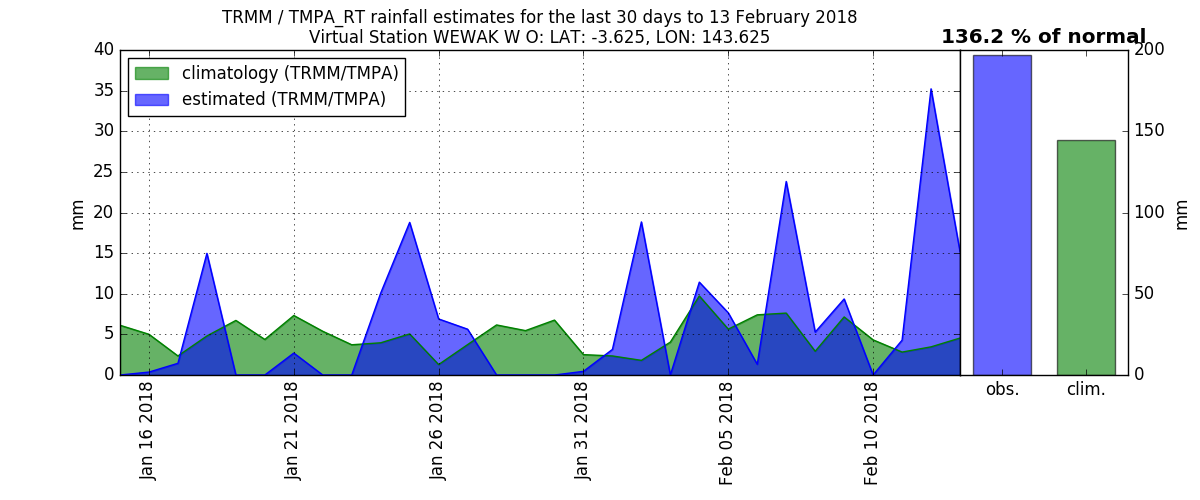 TRMM / TMPA_RT rainfall estimates for the last 30 days to 13 February 2018
Virtual Station WEWAK W O: LAT: -3.625, LON: 143.625
136.2 % of normal
climatology (TRMM/TMPA)
estimated (TRMM/TMPA)
40
35
30
25
20
15
10
5
0
mm
Jan 16 2018
Jan 21 2018
Jan 26 2018
Jan 31 2018
Feb 05 2018
Feb 10 2018
200
150
100
50
0
mm
obs.
clim.